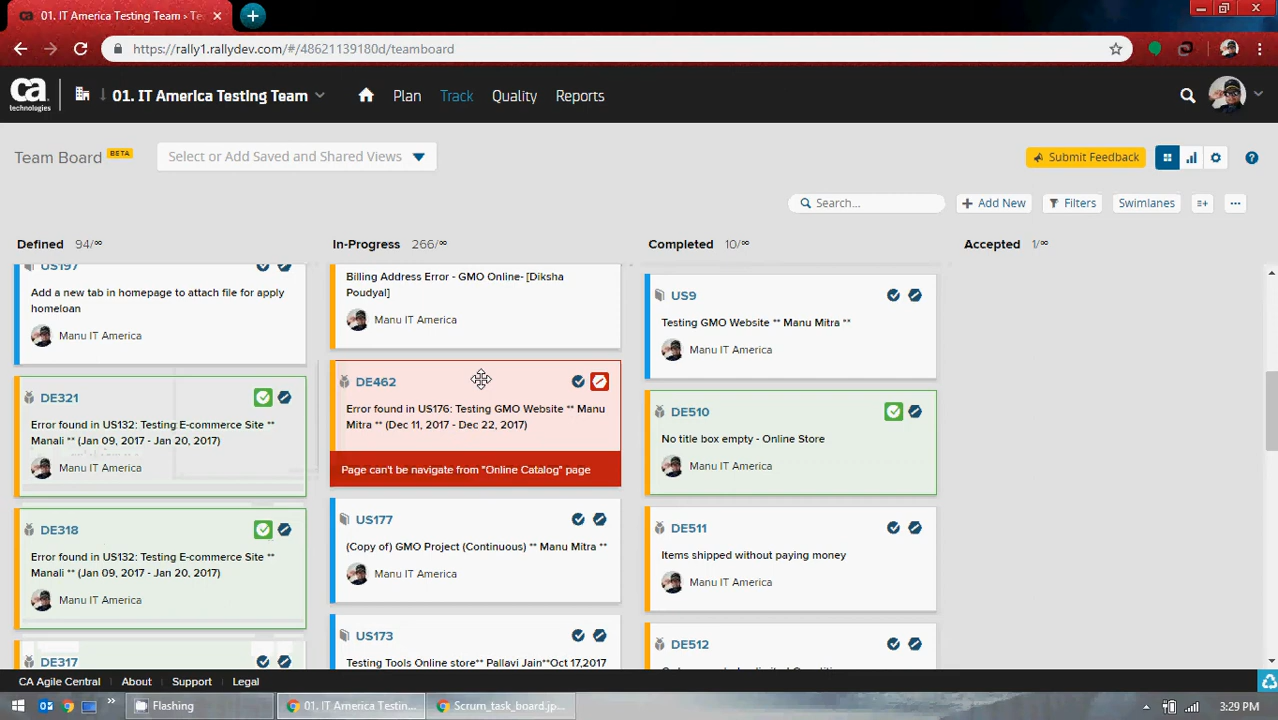 01. IT America Testing Team › Te
https://rally1.rallydev.com/#/48621139180d/teamboard
ca technologies
01. IT America Testing Team
Plan
Track
Quality
Reports
Team Board BETA
Select or Add Saved and Shared Views
Submit Feedback
Search...
+ Add New
Filters
Swimlanes
Defined 94/∞
In-Progress 266/∞
Completed 10/∞
Accepted 1/∞
US197
Add a new tab in homepage to attach file for apply
homeloan
Manu IT America
DE321
Error found in US132: Testing E-commerce Site **
Manali ** (Jan 09, 2017 - Jan 20, 2017)
Manu IT America
DE318
Error found in US132: Testing E-commerce Site **
Manali ** (Jan 09, 2017 - Jan 20, 2017)
Manu IT America
DE317
Billing Address Error - GMO Online- [Diksha
Poudyal]
Manu IT America
DE462
Error found in US176: Testing GMO Website ** Manu
Mitra ** (Dec 11, 2017 - Dec 22, 2017)
Page can't be navigate from "Online Catalog" page
US177
(Copy of) GMO Project (Continuous) ** Manu Mitra **
Manu IT America
US173
Testing Tools Online store** Pallavi Jain**Oct 17,2017
US9
Testing GMO Website ** Manu Mitra **
Manu IT America
DE510
No title box empty - Online Store
Manu IT America
DE511
Items shipped without paying money
Manu IT America
DE512
CA Agile Central
About
Support
Legal
Flashing
01. IT America Testin...
Scrum_task_board.jp...
3:29 PM